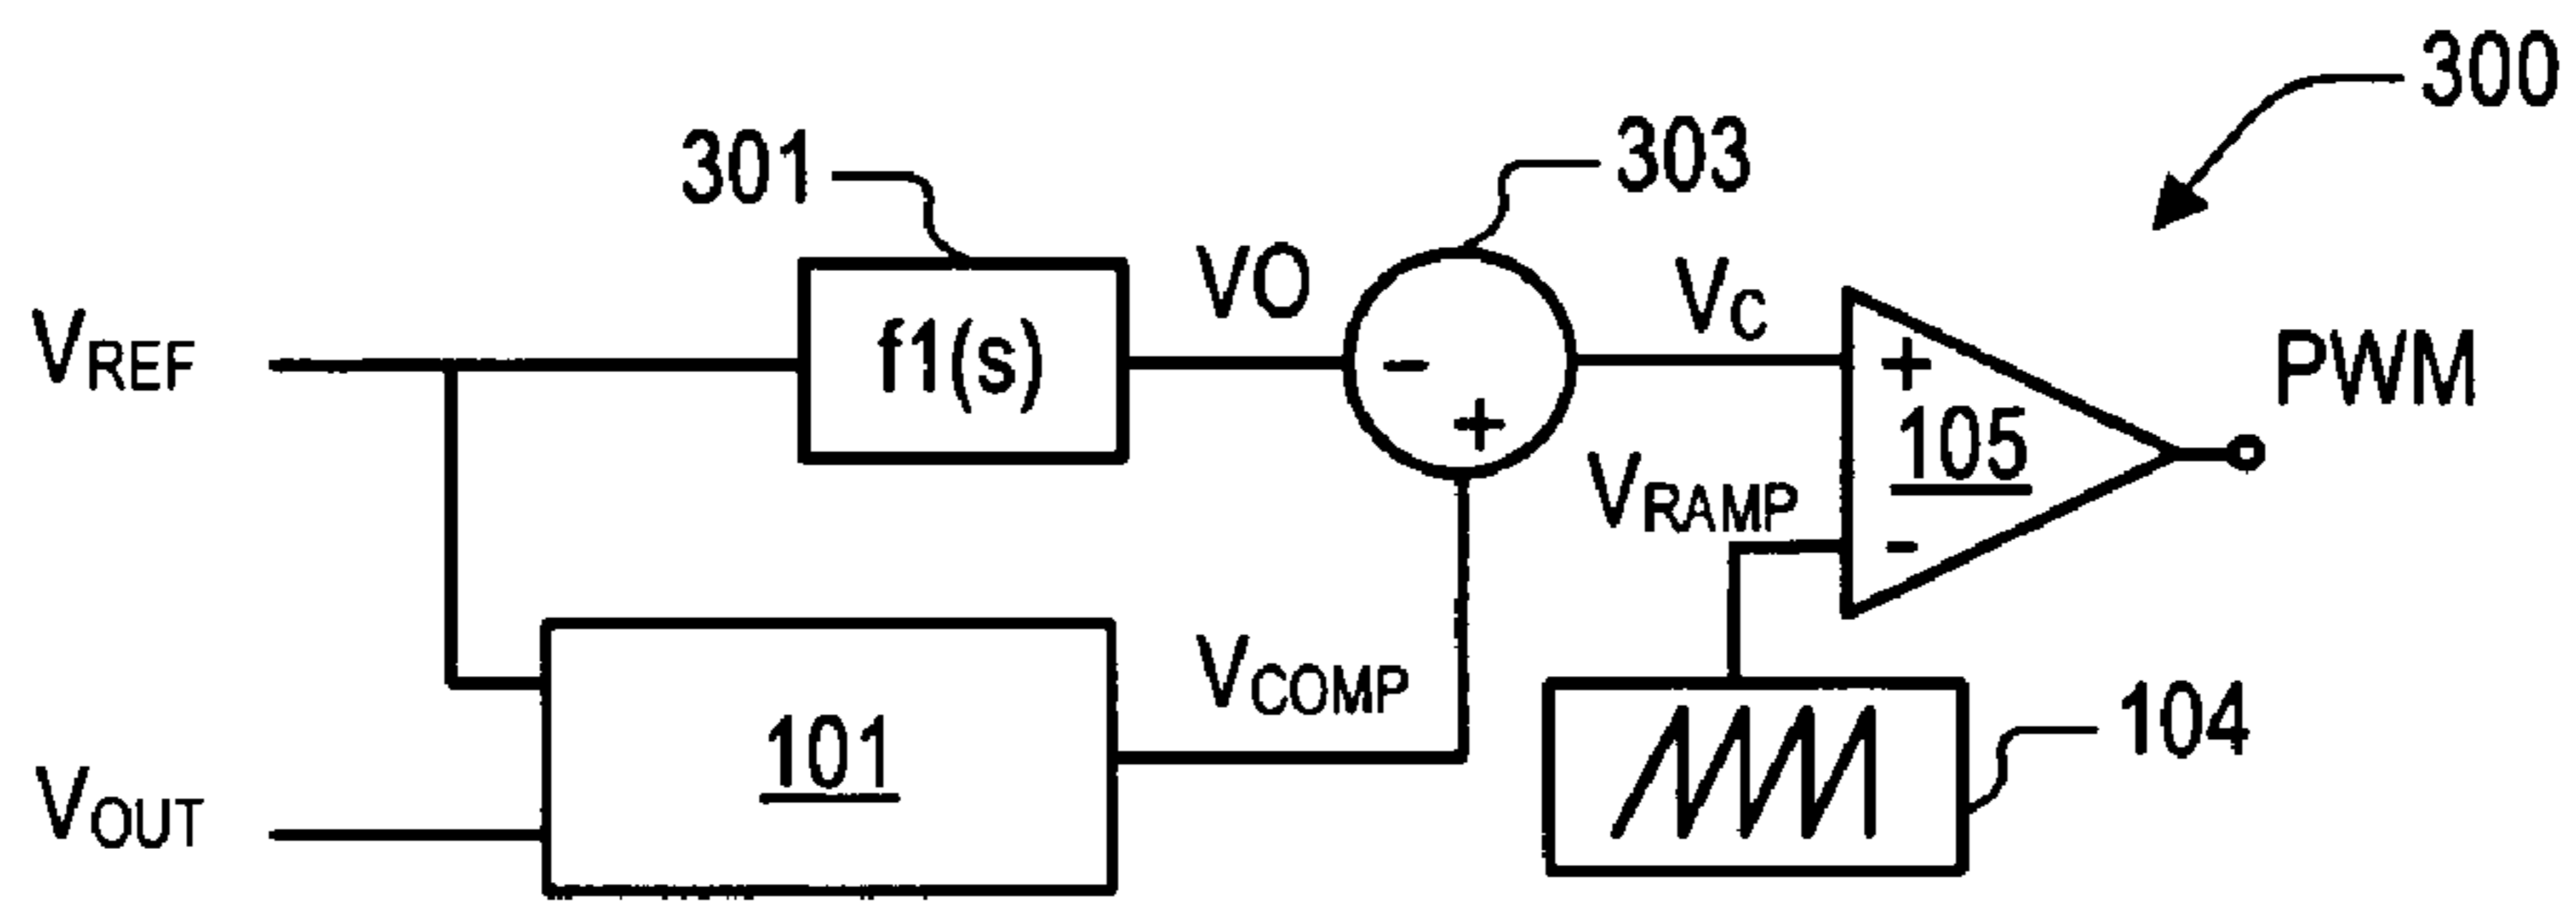 300
301
303
VREF
f1(s)
VO
-
+
VC
+
105
-
PWM
VRAMP
VOUT
101
VCOMP
104